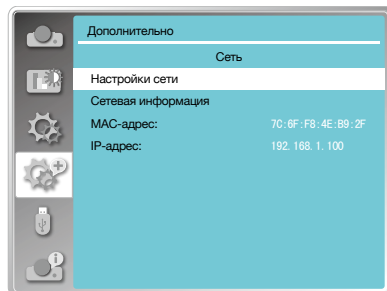 Дополнительно
Сеть
Настройки сети
Сетевая информация
MAC-адрес: 7C:6F:F8:4E:B9:2F
IP-адрес: 192.168.1.100